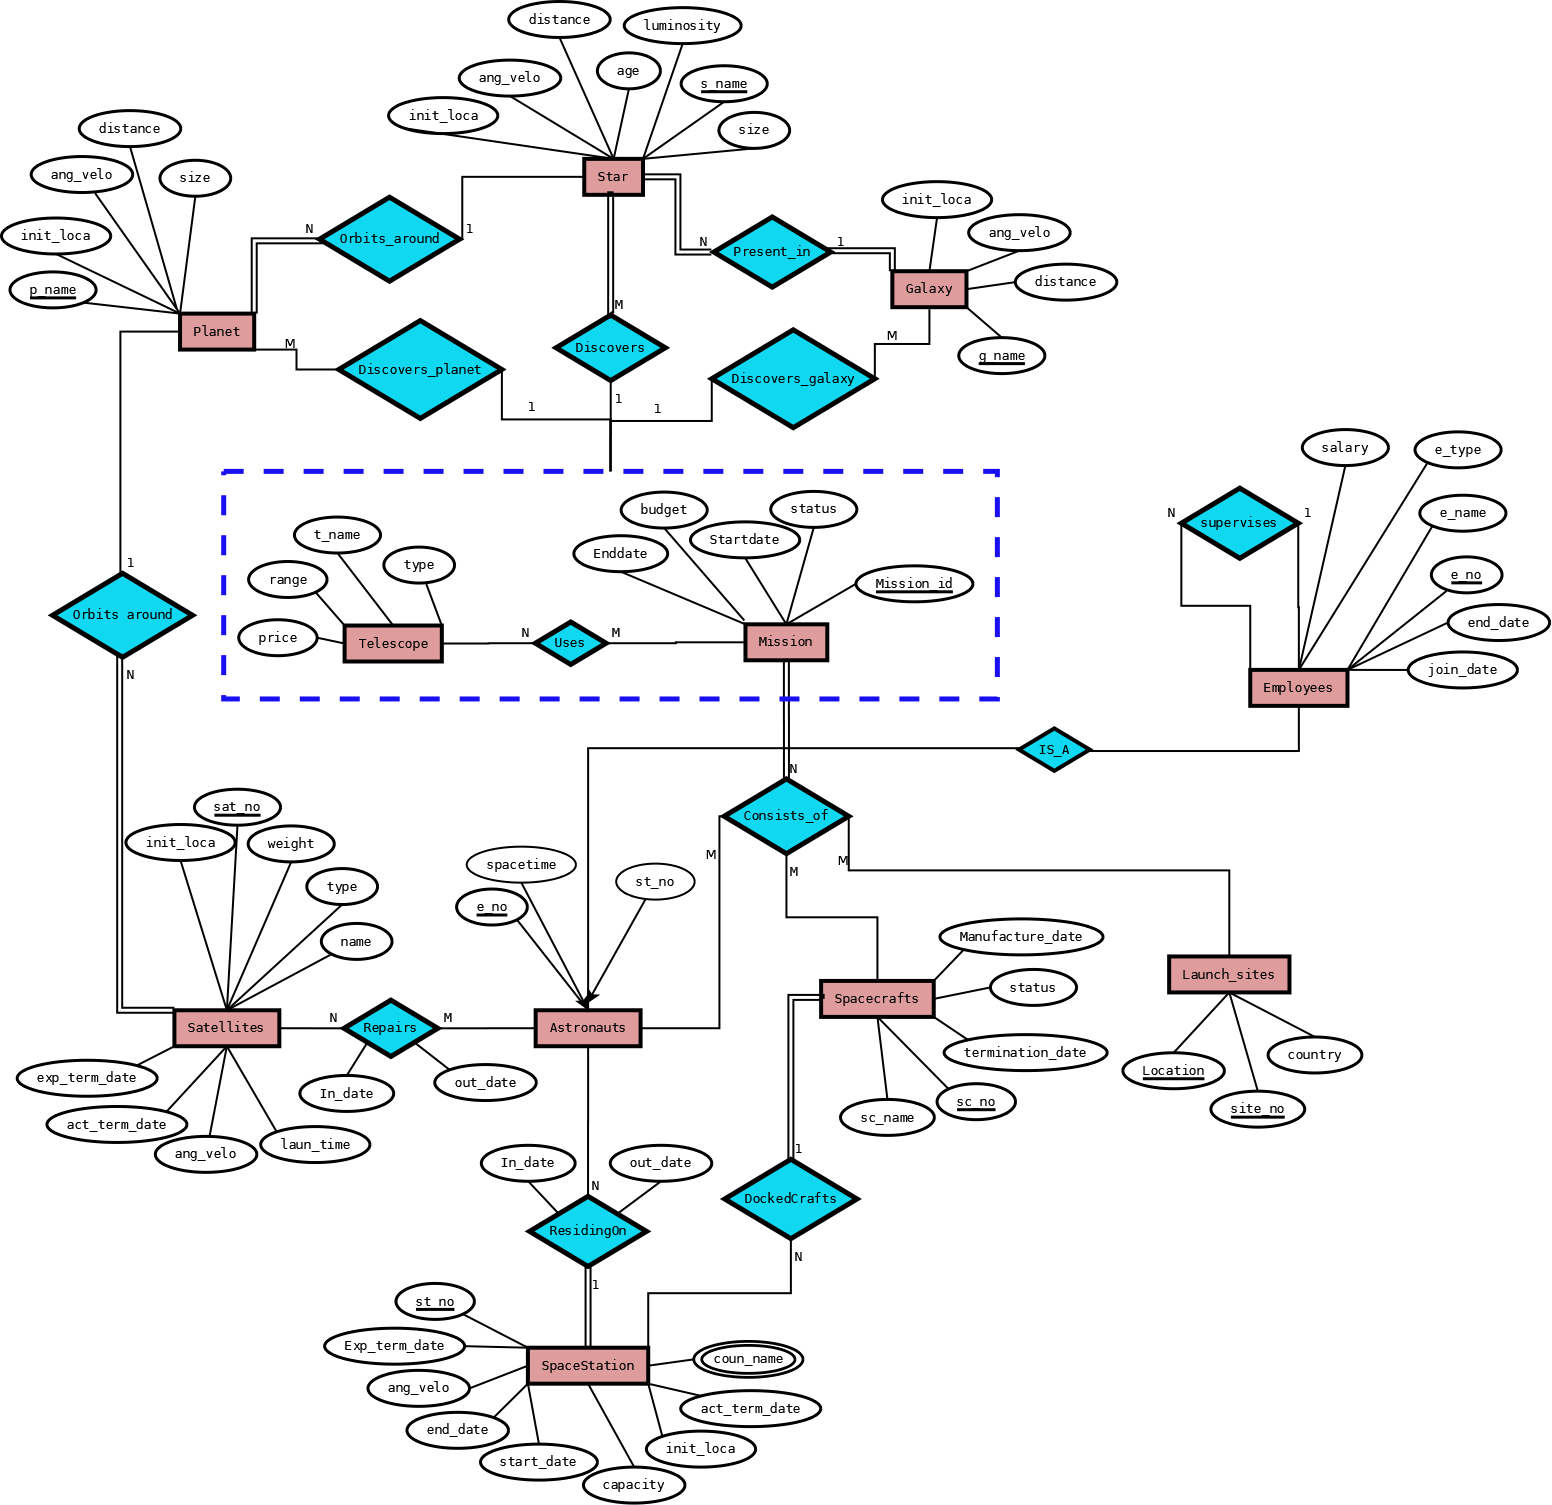 distance
luminosity
ang_velo
age
s_name
init_loca
size
Star
distance
ang_velo
size
init_loca
p_name
Planet
N
Orbits_around
1
N
Present_in
1
init_loca
ang_velo
distance
Galaxy
g_name
M
Discovers_planet
1
M
Discovers
1
M
Discovers_galaxy
1
salary
e_type
e_name
e_no
end_date
join_date
N
supervises
1
Employees
1
Orbits around
N
t_name
range
type
price
Telescope
N
Uses
M
budget
status
Enddate
Startdate
Mission_id
Mission
IS_A
N
Consists_of
M
M
M
sat_no
init_loca
weight
type
name
Satellites
exp_term_date
act_term_date
ang_velo
laun_time
N
Repairs
M
In_date
out_date
spacetime
st_no
e_no
Astronauts
Manufacture_date
status
Spacecrafts
termination_date
sc_name
sc_no
Launch_sites
Location
country
site_no
In_date
out_date
N
ResidingOn
1
1
DockedCrafts
N
st_no
Exp_term_date
SpaceStation
coun_name
ang_velo
act_term_date
end_date
init_loca
start_date
capacity